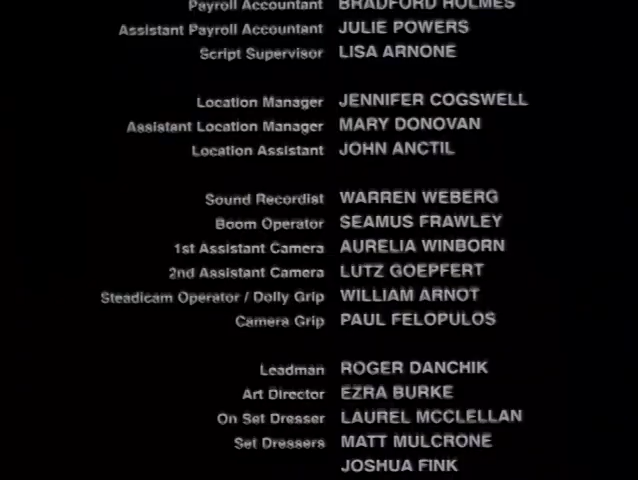 Payroll Accountant BRADFORD HOLMES
Assistant Payroll Accountant JULIE POWERS
Script Supervisor LISA ARNONE
Location Manager JENNIFER COGSWELL
Assistant Location Manager MARY DONOVAN
Location Assistant JOHN ANCTIL
Sound Recordist WARREN WEBERG
Boom Operator SEAMUS FRAWLEY
1st Assistant Camera AURELIA WINBORN
2nd Assistant Camera LUTZ GOEPFERT
Steadicam Operator / Dolly Grip WILLIAM ARNOT
Camera Grip PAUL FELOPULOS
Leadman ROGER DANCHIK
Art Director EZRA BURKE
On Set Dresser LAUREL MCCLELLAN
Set Dressers MATT MULCRONE
JOSHUA FINK